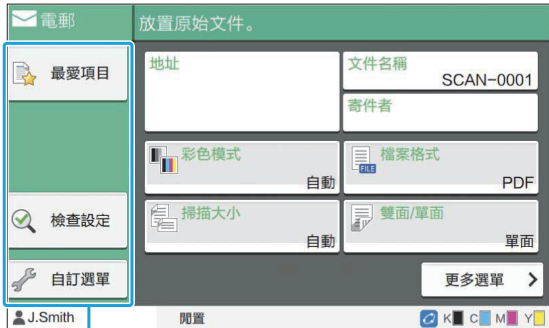 電郵
放置原始文件。
最愛項目
檢查設定
自訂選單
地址
文件名稱
SCAN-0001
寄件者
彩色模式
自動
檔案格式
FILE
PDF
掃描大小
自動
雙面/單面
單面
更多選單
J.Smith
閒置
K C M Y